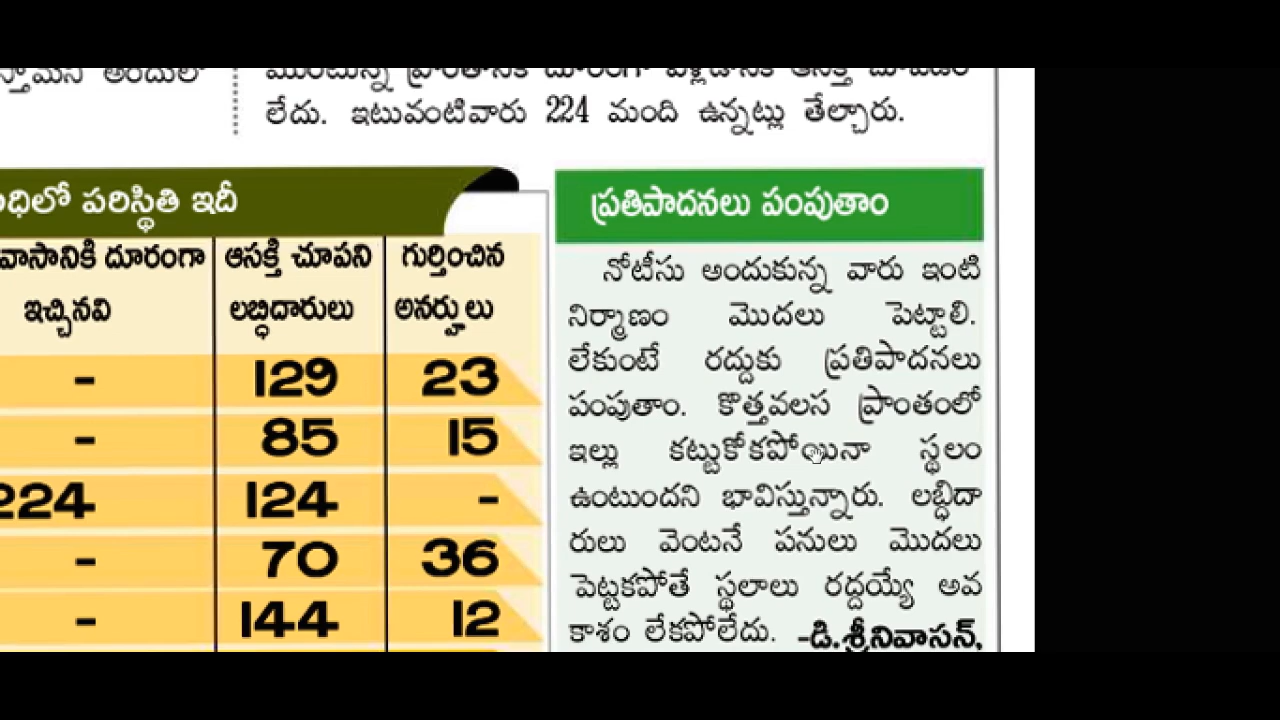 లేదు. ఇటువంటివారు 224 మంది ఉన్నట్లు తేల్చారు.
పరిస్థితి ఇదీ
దూరంగా ఆసక్తి చూపని గుర్తించిన
ఇచ్చినవి లబ్ధిదారులు అనర్హులు
- 129 23
- 85 15
224 124 -
- 70 36
- 144 12
ప్రతిపాదనలు పంపుతాం
నోటీసు అందుకున్న వారు ఇంటి
నిర్మాణం మొదలు పెట్టాలి.
లేకుంటే రద్దుకు ప్రతిపాదనలు
పంపుతాం. కొత్తవలస ప్రాంతంలో
ఇల్లు కట్టుకోకపోయినా స్థలం
ఉంటుందని భావిస్తున్నారు. లబ్ధిదా
రులు వెంటనే పనులు మొదలు
పెట్టకపోతే స్థలాలు రద్దయ్యే అవ
కాశం లేకపోలేదు. -డి.శ్రీనివాసన్,